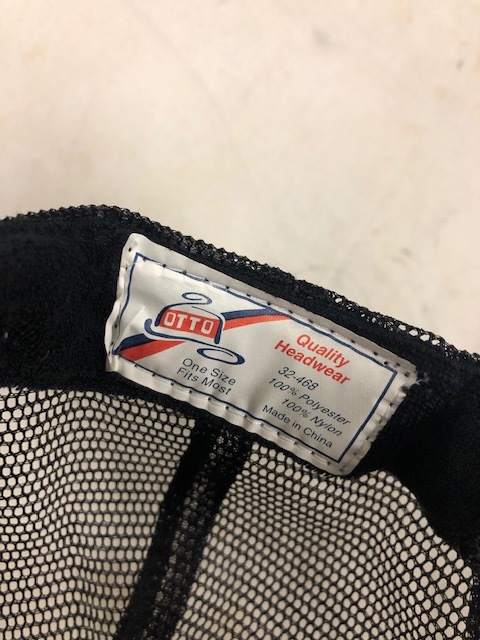 OTTO
One Size
Fits Most
Quality
Headwear
32-468
100% Polyester
100% Nylon
Made in China